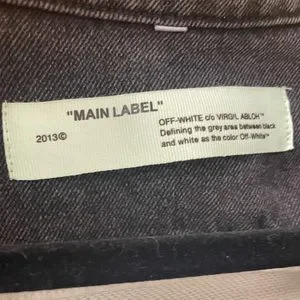 "MAIN LABEL"
2013©
OFF-WHITE c/o VIRGIL ABLOH™
Defining the grey area between black
and white as the color Off-White™